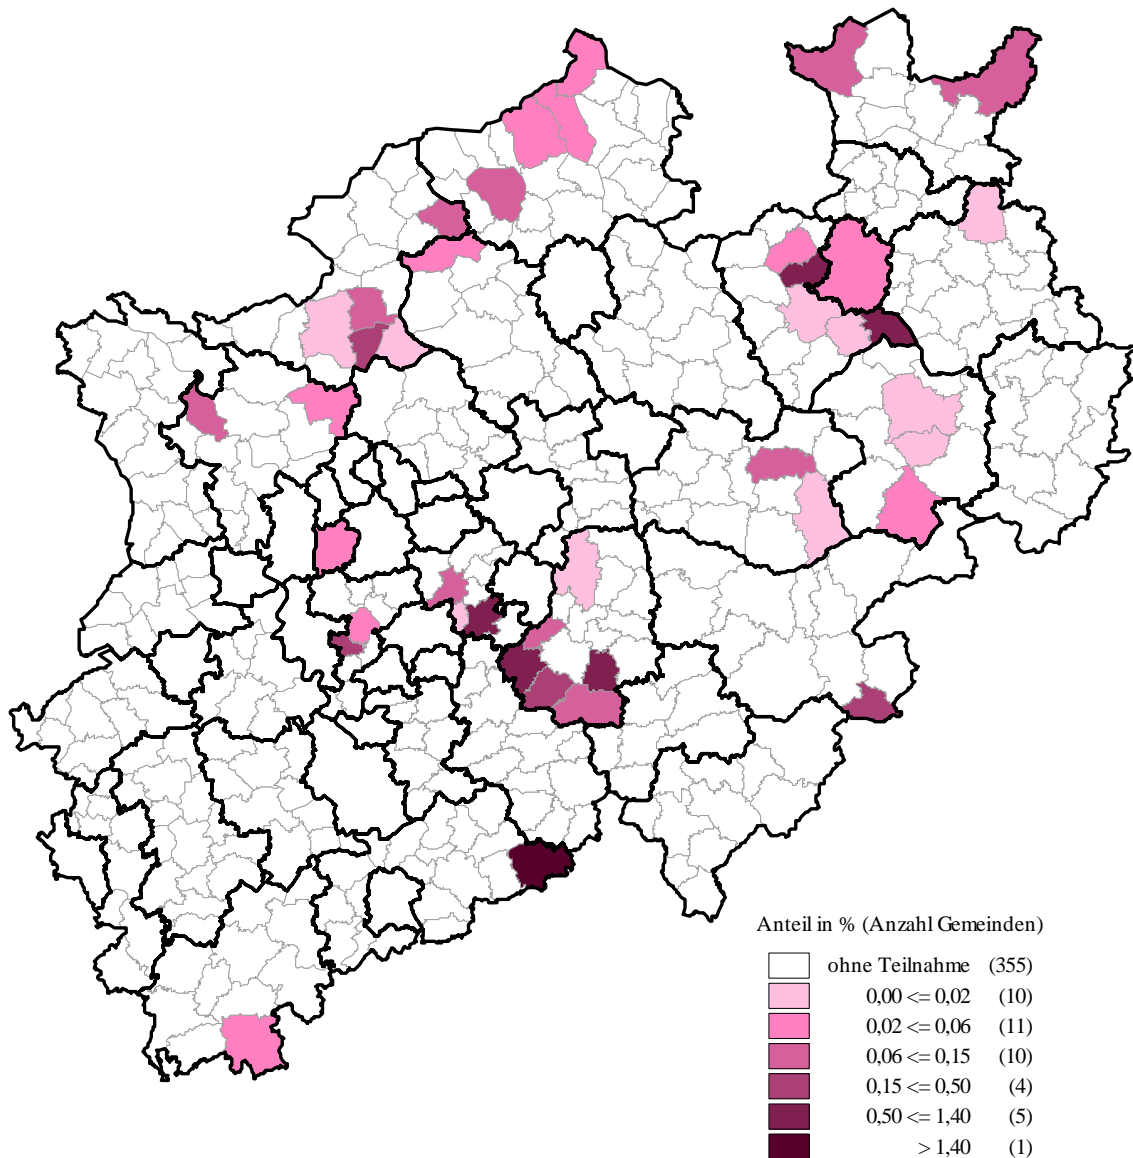 Anteil in % (Anzahl Gemeinden)
ohne Teilnahme (355)
0,00 <= 0,02 (10)
0,02 <= 0,06 (11)
0,06 <= 0,15 (10)
0,15 <= 0,50 (4)
0,50 <= 1,40 (5)
> 1,40 (1)